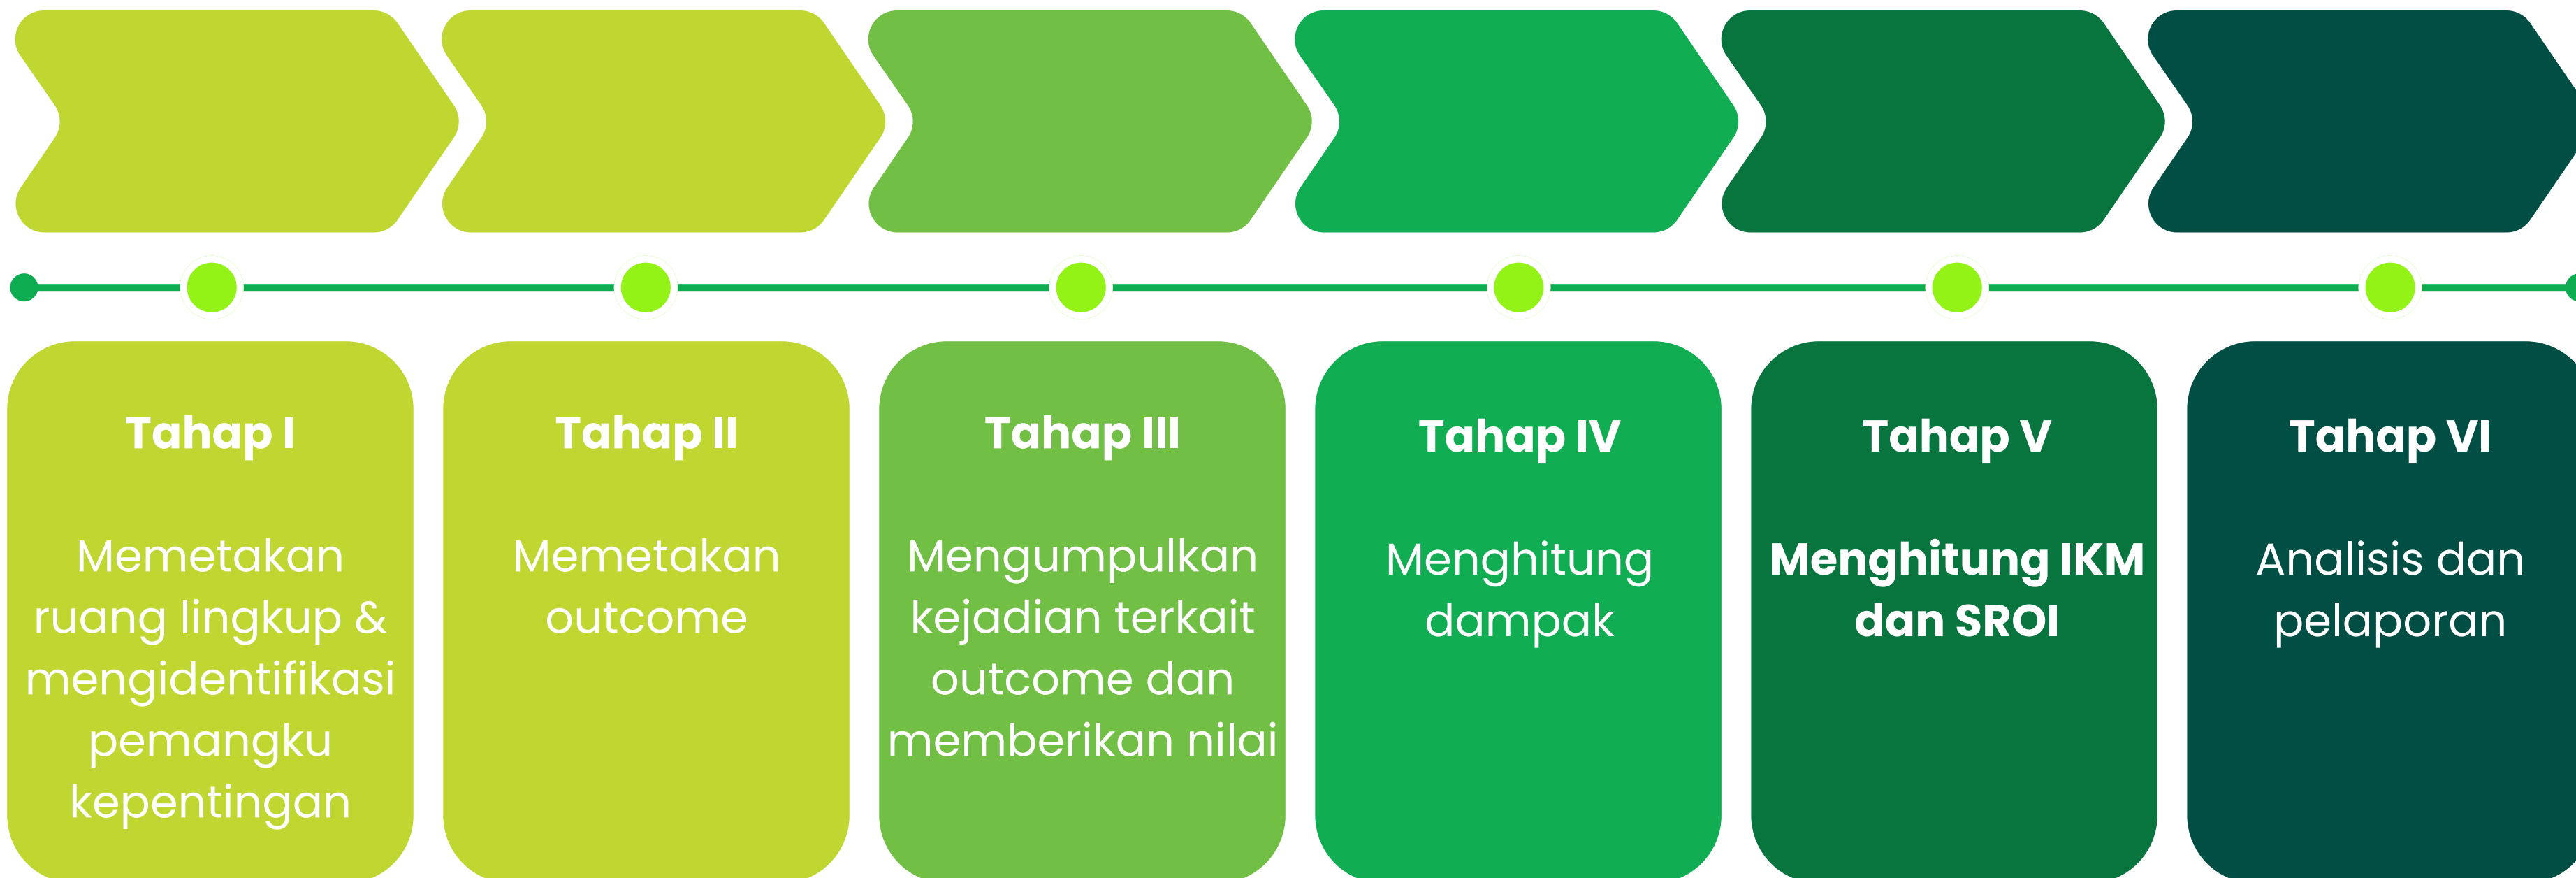 Tahap I
Memetakan
ruang lingkup &
mengidentifikasi
pemangku
kepentingan
Tahap II
Memetakan
outcome
Tahap III
Mengumpulkan
kejadian terkait
outcome dan
memberikan nilai
Tahap IV
Menghitung
dampak
Tahap V
Menghitung IKM
dan SROI
Tahap VI
Analisis dan
pelaporan